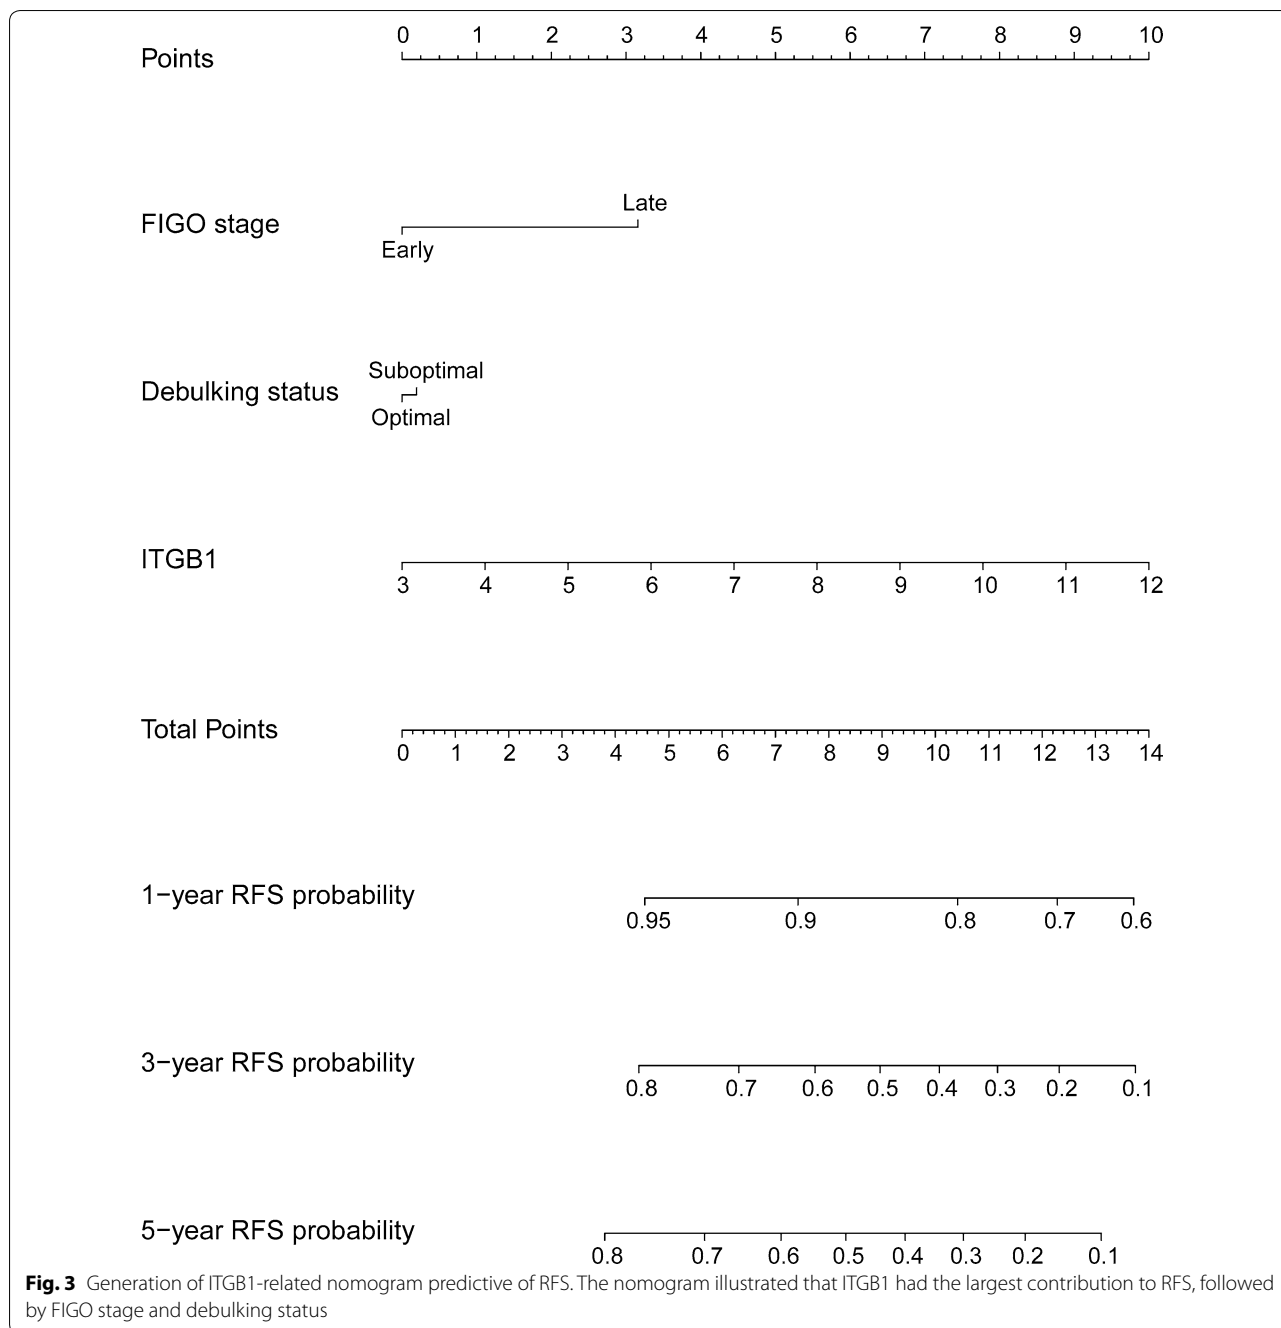 0 1 2 3 4 5 6 7 8 9 10
Points
Late
FIGO stage
Early
Suboptimal
Debulking status
Optimal
ITGB1
3 4 5 6 7 8 9 10 11 12
Total Points
0 1 2 3 4 5 6 7 8 9 10 11 12 13 14
1−year RFS probability
0.95 0.9 0.8 0.7 0.6
3−year RFS probability
0.8 0.7 0.6 0.5 0.4 0.3 0.2 0.1
5−year RFS probability
0.8 0.7 0.6 0.5 0.4 0.3 0.2 0.1
Fig. 3 Generation of ITGB1-related nomogram predictive of RFS. The nomogram illustrated that ITGB1 had the largest contribution to RFS, followed
by FIGO stage and debulking status